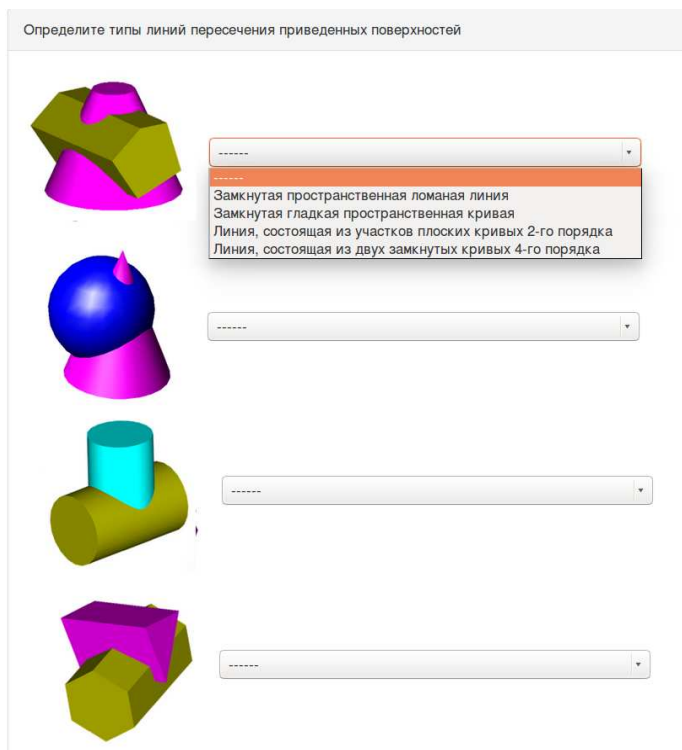 Определите типы линий пересечения приведенных поверхностей
------
------
Замкнутая пространственная ломаная линия
Замкнутая гладкая пространственная кривая
Линия, состоящая из участков плоских кривых 2-го порядка
Линия, состоящая из двух замкнутых кривых 4-го порядка
------
------
------